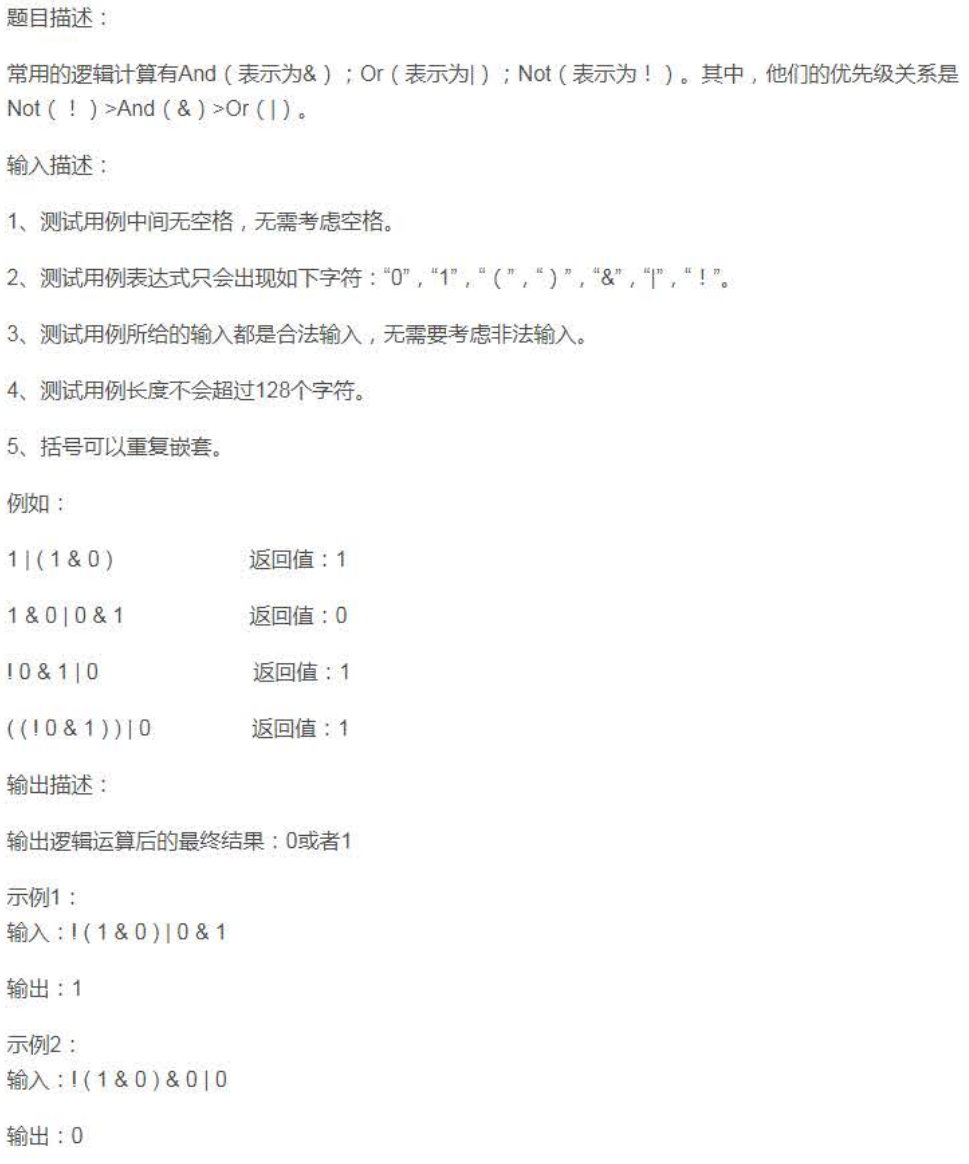 题目描述：
常用的逻辑计算有And（表示为&）；Or（表示为|）；Not（表示为！）。其中，他们的优先级关系是
Not（！）>And（&）>Or（|）。
输入描述：
1、测试用例中间无空格，无需考虑空格。
2、测试用例表达式只会出现如下字符：“0”，“1”，“（”，“）”，“&”，“|”，“！”。
3、测试用例所给的输入都是合法输入，无需要考虑非法输入。
4、测试用例长度不会超过128个字符。
5、括号可以重复嵌套。
例如：
1 | ( 1 & 0 ) 返回值：1
1 & 0 | 0 & 1 返回值：0
! 0 & 1 | 0 返回值：1
( ( ! 0 & 1 ) ) | 0 返回值：1
输出描述：
输出逻辑运算后的最终结果：0或者1
示例1：
输入：! ( 1 & 0 ) | 0 & 1
输出：1
示例2：
输入：! ( 1 & 0 ) & 0 | 0
输出：0